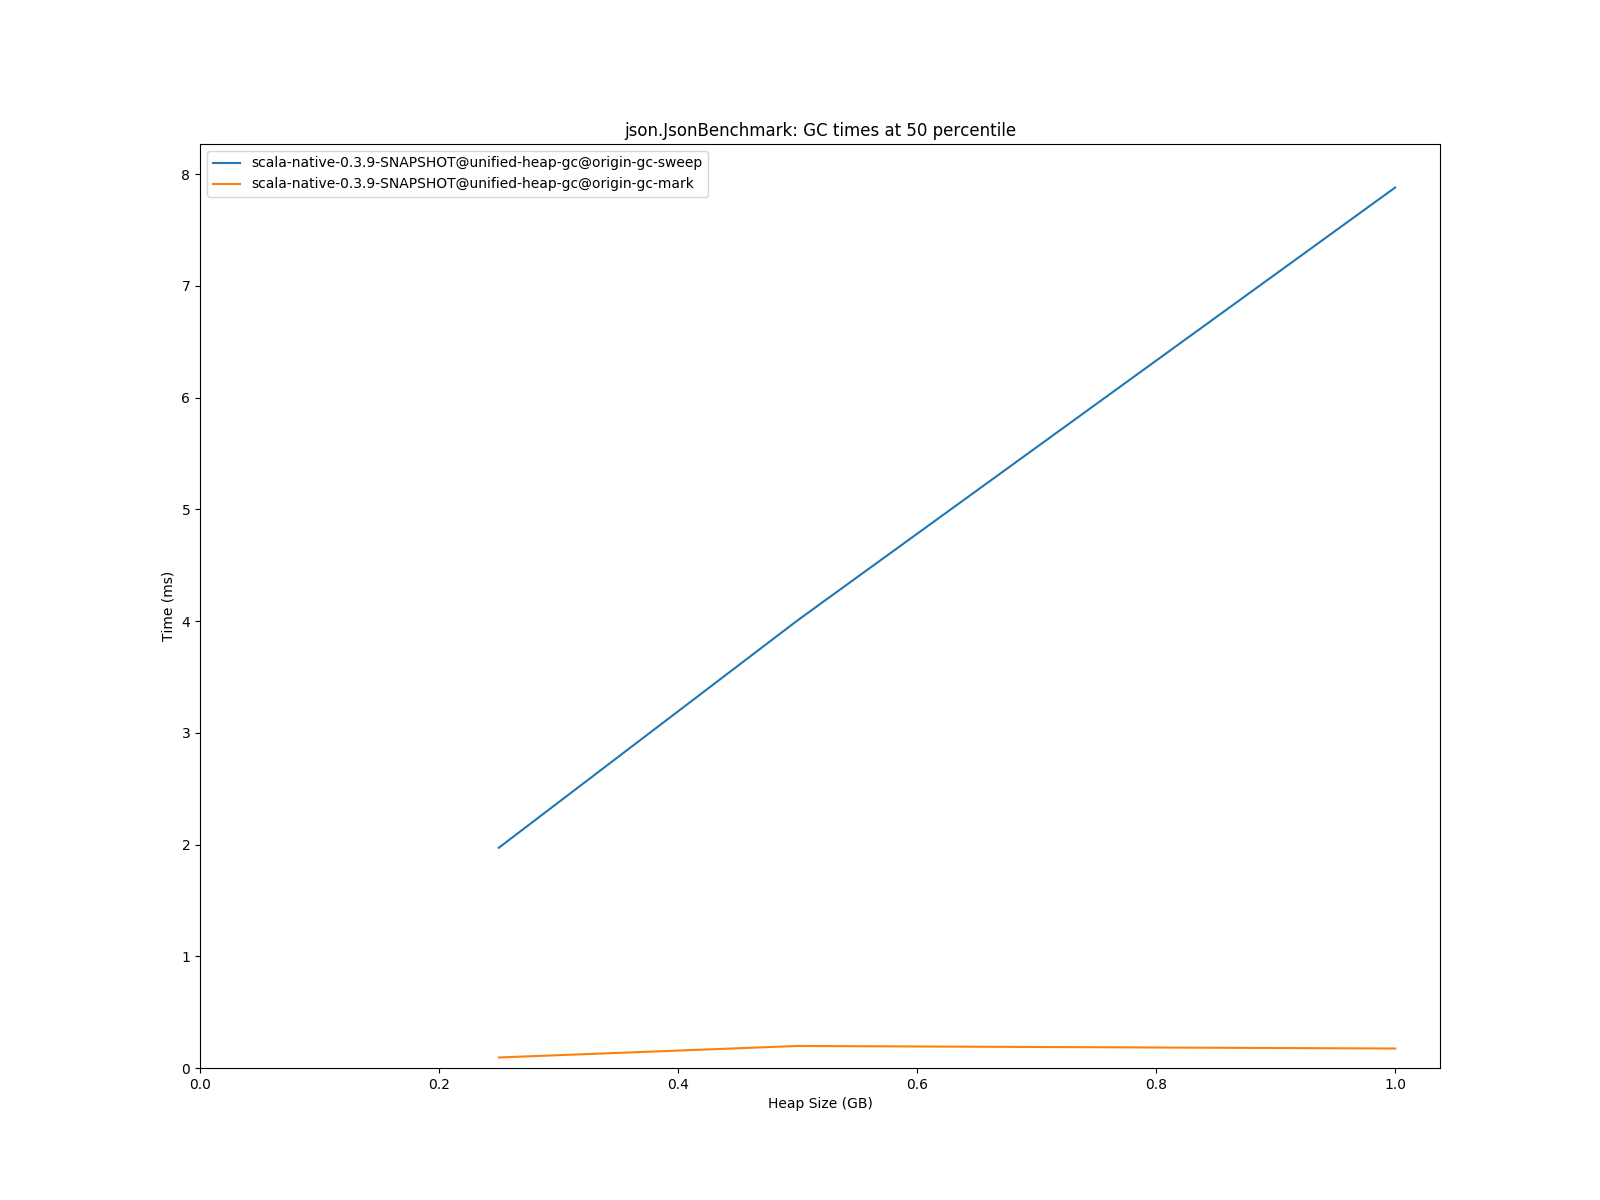 json.JsonBenchmark: GC times at 50 percentile
scala-native-0.3.9-SNAPSHOT@unified-heap-gc@origin-gc-sweep
scala-native-0.3.9-SNAPSHOT@unified-heap-gc@origin-gc-mark
8
7
6
5
4
3
2
1
0
Time (ms)
0.0 0.2 0.4 0.6 0.8 1.0
Heap Size (GB)